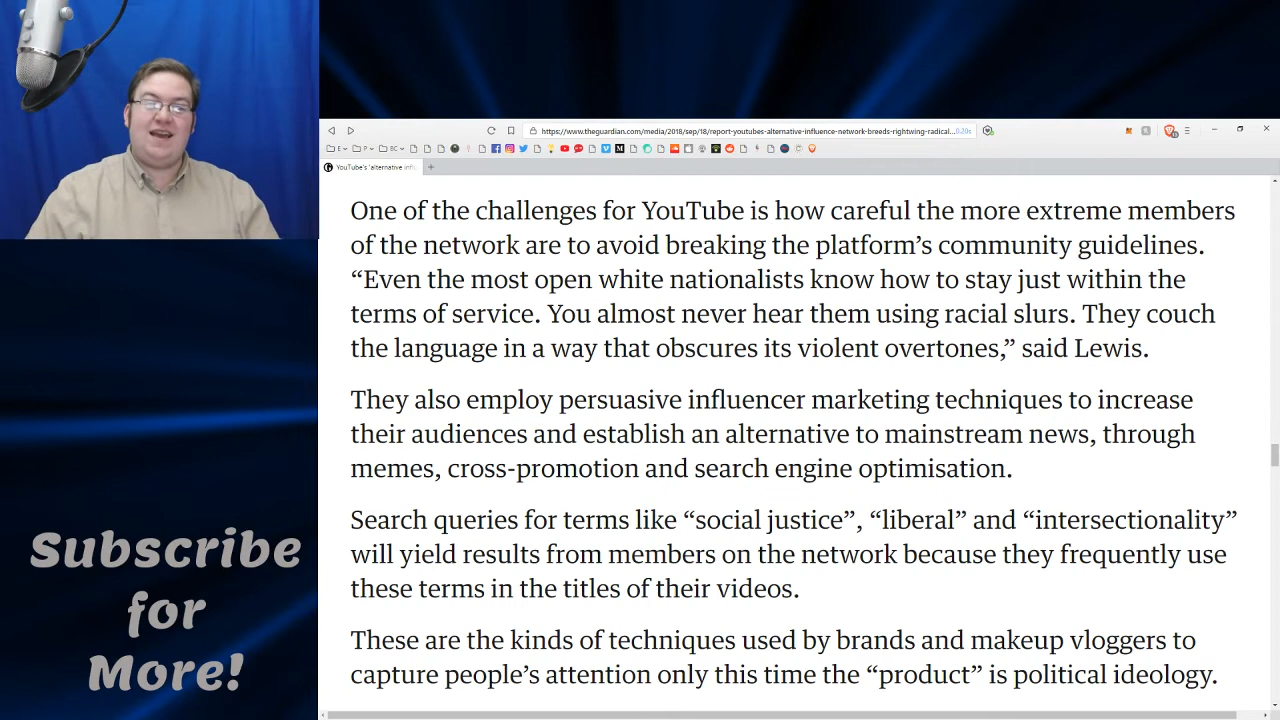 https://www.theguardian.com/media/2018/sep/18/report-youtubes-alternative-influence-network-breeds-rightwing-radical... 0.20s
YouTube's 'alternative infl
One of the challenges for YouTube is how careful the more extreme members
of the network are to avoid breaking the platform’s community guidelines.
“Even the most open white nationalists know how to stay just within the
terms of service. You almost never hear them using racial slurs. They couch
the language in a way that obscures its violent overtones,” said Lewis.
They also employ persuasive influencer marketing techniques to increase
their audiences and establish an alternative to mainstream news, through
memes, cross-promotion and search engine optimisation.
Search queries for terms like “social justice”, “liberal” and “intersectionality”
will yield results from members on the network because they frequently use
these terms in the titles of their videos.
These are the kinds of techniques used by brands and makeup vloggers to
capture people’s attention only this time the “product” is political ideology.
Subscribe
for
More!